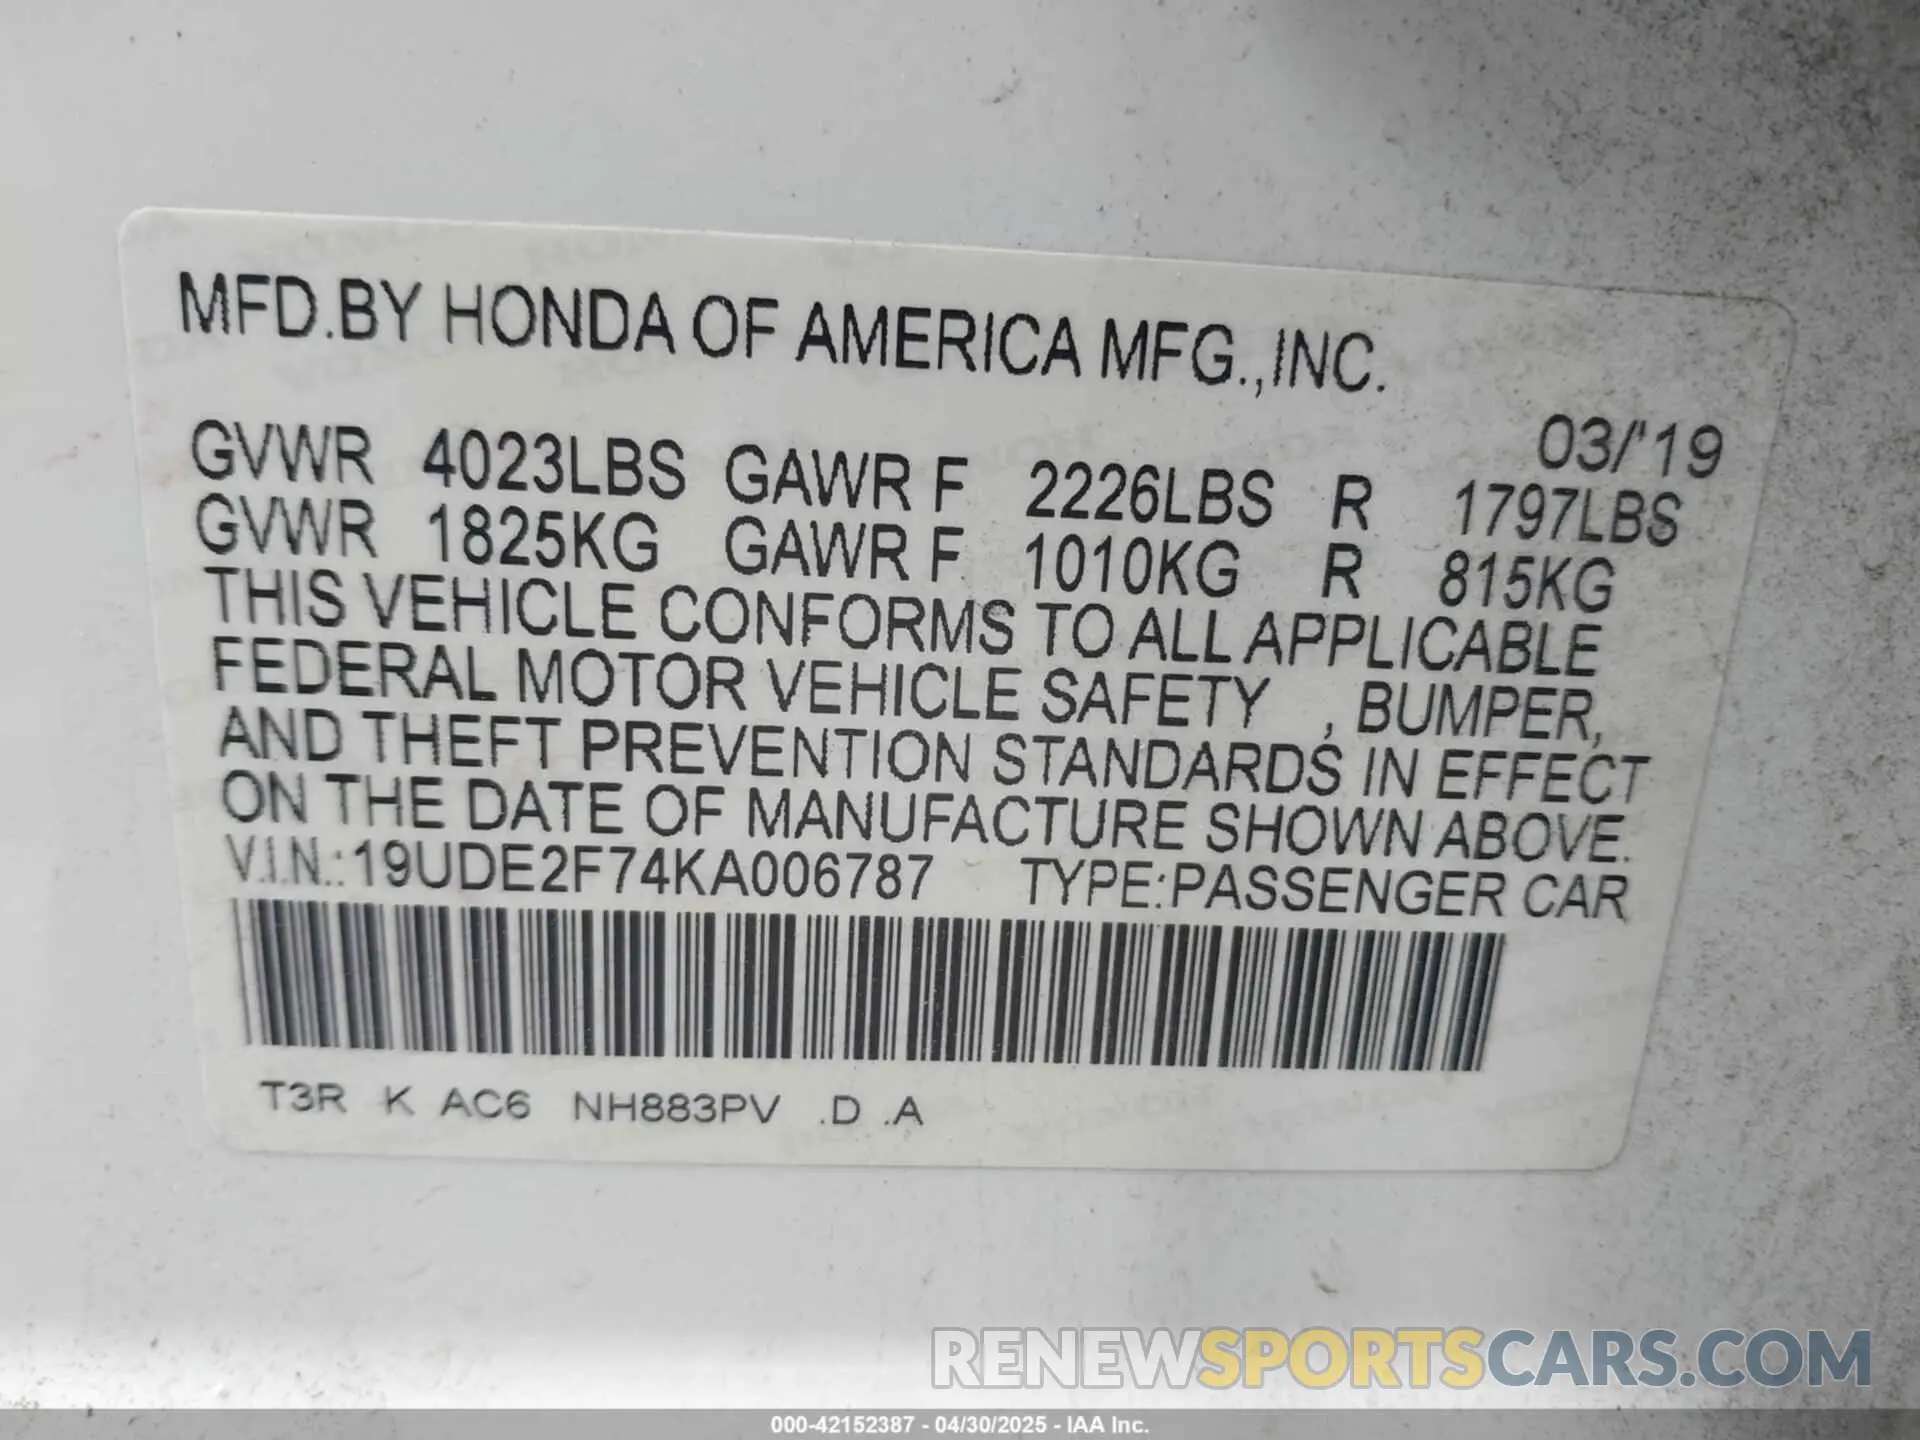 MFD.BY HONDA OF AMERICA MFG.,INC.
03/'19
GVWR 4023LBS GAWR F 2226LBS R 1797LBS
GVWR 1825KG GAWR F 1010KG R 815KG
THIS VEHICLE CONFORMS TO ALL APPLICABLE
FEDERAL MOTOR VEHICLE SAFETY , BUMPER,
AND THEFT PREVENTION STANDARDS IN EFFECT
ON THE DATE OF MANUFACTURE SHOWN ABOVE.
V.I.N.:19UDE2F74KA006787 TYPE:PASSENGER CAR
T3R K AC6 NH883PV .D .A
RENEWSPORTSCARS.COM
000-42152387 - 04/30/2025 - IAA Inc.